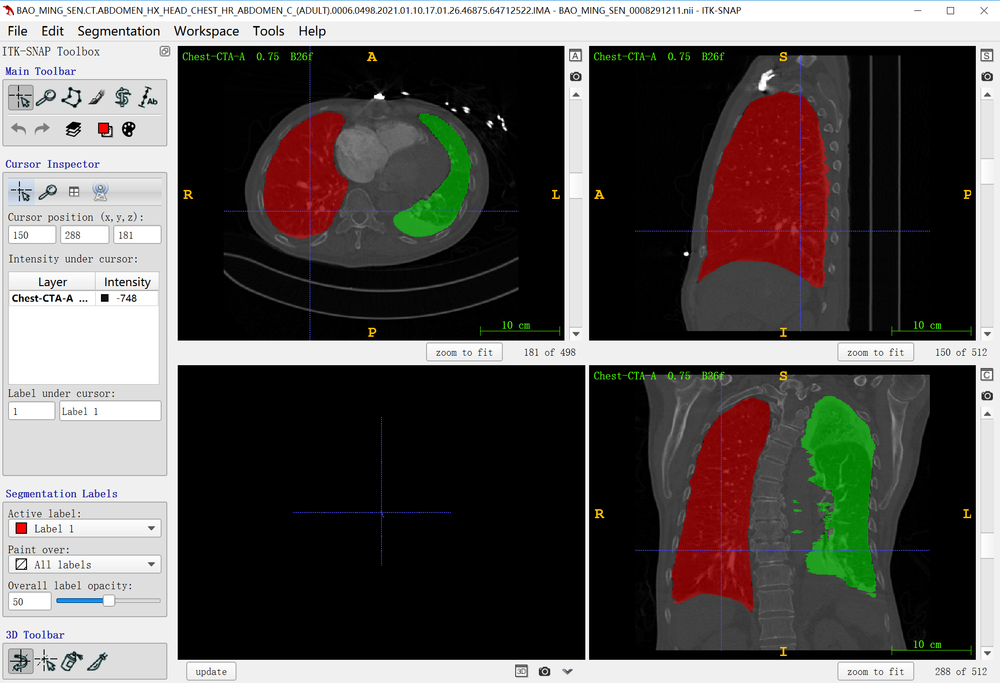 BAO_MING_SEN.CT.ABDOMEN_HX_HEAD_CHEST_HR_ABDOMEN_C_(ADULT).0006.0498.2021.01.10.17.01.26.46875.64712522.IMA - BAO_MING_SEN_0008291211.nii - ITK-SNAP
File Edit Segmentation Workspace Tools Help
ITK-SNAP Toolbox
Main Toolbar
Ab
Cursor Inspector
Cursor position (x,y,z):
150 288 181
Intensity under cursor:
Layer Intensity
Chest-CTA-A ... -748
Label under cursor:
1 Label 1
Segmentation Labels
Active label:
Label 1
Paint over:
All labels
Overall label opacity:
50
3D Toolbar
Chest-CTA-A 0.75 B26f
A
R
L
P
10 cm
A
zoom to fit 181 of 498
Chest-CTA-A 0.75 B26f
S
A
P
I
10 cm
S
zoom to fit 150 of 512
update
3D
Chest-CTA-A 0.75 B26f
S
R
L
I
10 cm
C
zoom to fit 288 of 512